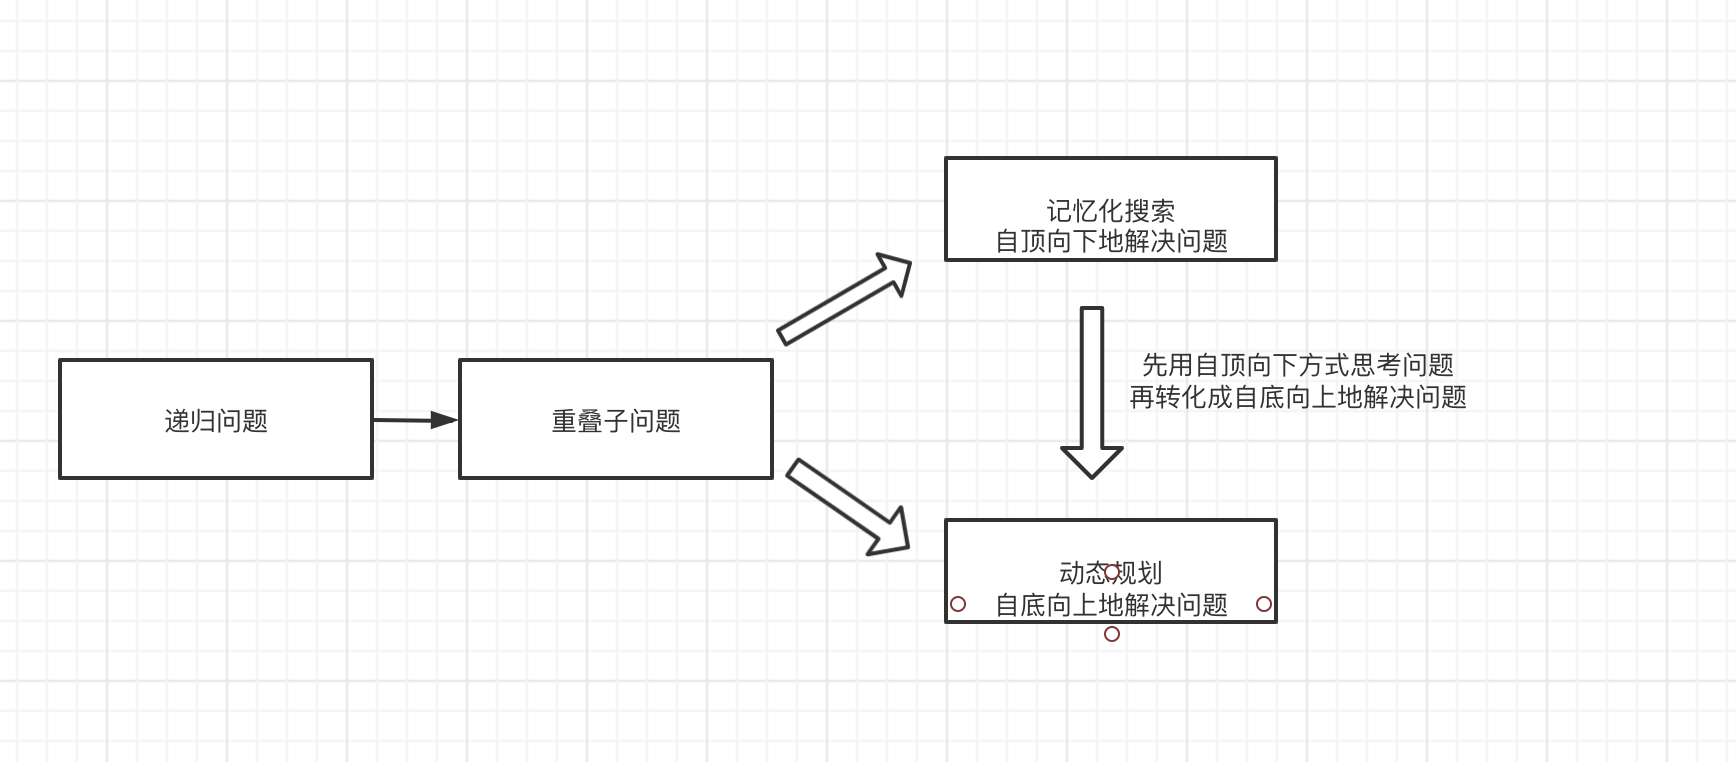 递归问题
重叠子问题
记忆化搜索
自顶向下地解决问题
先用自顶向下方式思考问题
再转化成自底向上地解决问题
动态规划
自底向上地解决问题